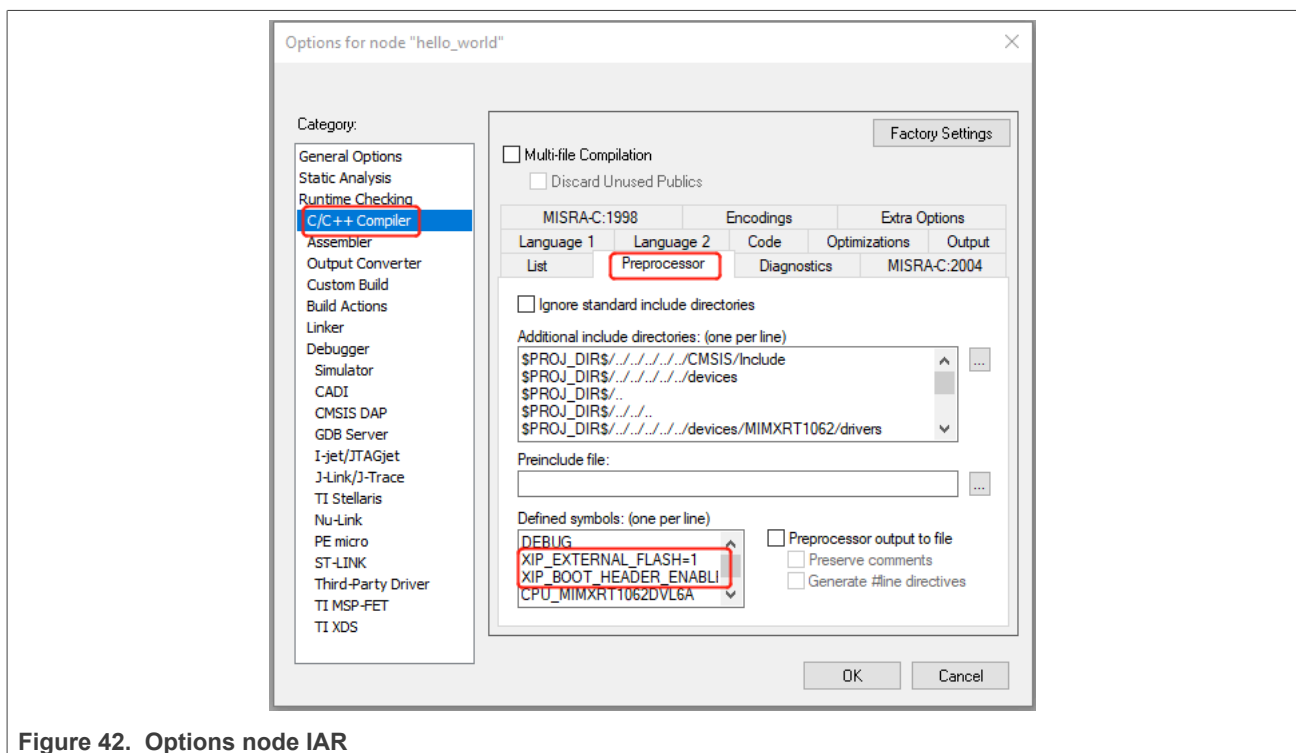 Options for node "hello_world"
Category:
General Options
Static Analysis
Runtime Checking
C/C++ Compiler
Assembler
Output Converter
Custom Build
Build Actions
Linker
Debugger
Simulator
CADI
CMSIS DAP
GDB Server
I-jet/JTAGjet
J-Link/J-Trace
TI Stellaris
Nu-Link
PE micro
ST-LINK
Third-Party Driver
TI MSP-FET
TI XDS
Factory Settings
Multi-file Compilation
Discard Unused Publics
MISRA-C:1998 Encodings Extra Options
Language 1 Language 2 Code Optimizations Output
List Preprocessor Diagnostics MISRA-C:2004
Ignore standard include directories
Additional include directories: (one per line)
$PROJ_DIR$/../../../../../CMSIS/Include
$PROJ_DIR$/../../../../../devices
$PROJ_DIR$/..
$PROJ_DIR$/../../..
$PROJ_DIR$/../../../../../devices/MIMXRT1062/drivers
...
Preinclude file:
...
Defined symbols: (one per line)
DEBUG
XIP_EXTERNAL_FLASH=1
XIP_BOOT_HEADER_ENABLI
CPU_MIMXRT1062DVL6A
Preprocessor output to file
Preserve comments
Generate #line directives
OK Cancel
Figure 42. Options node IAR